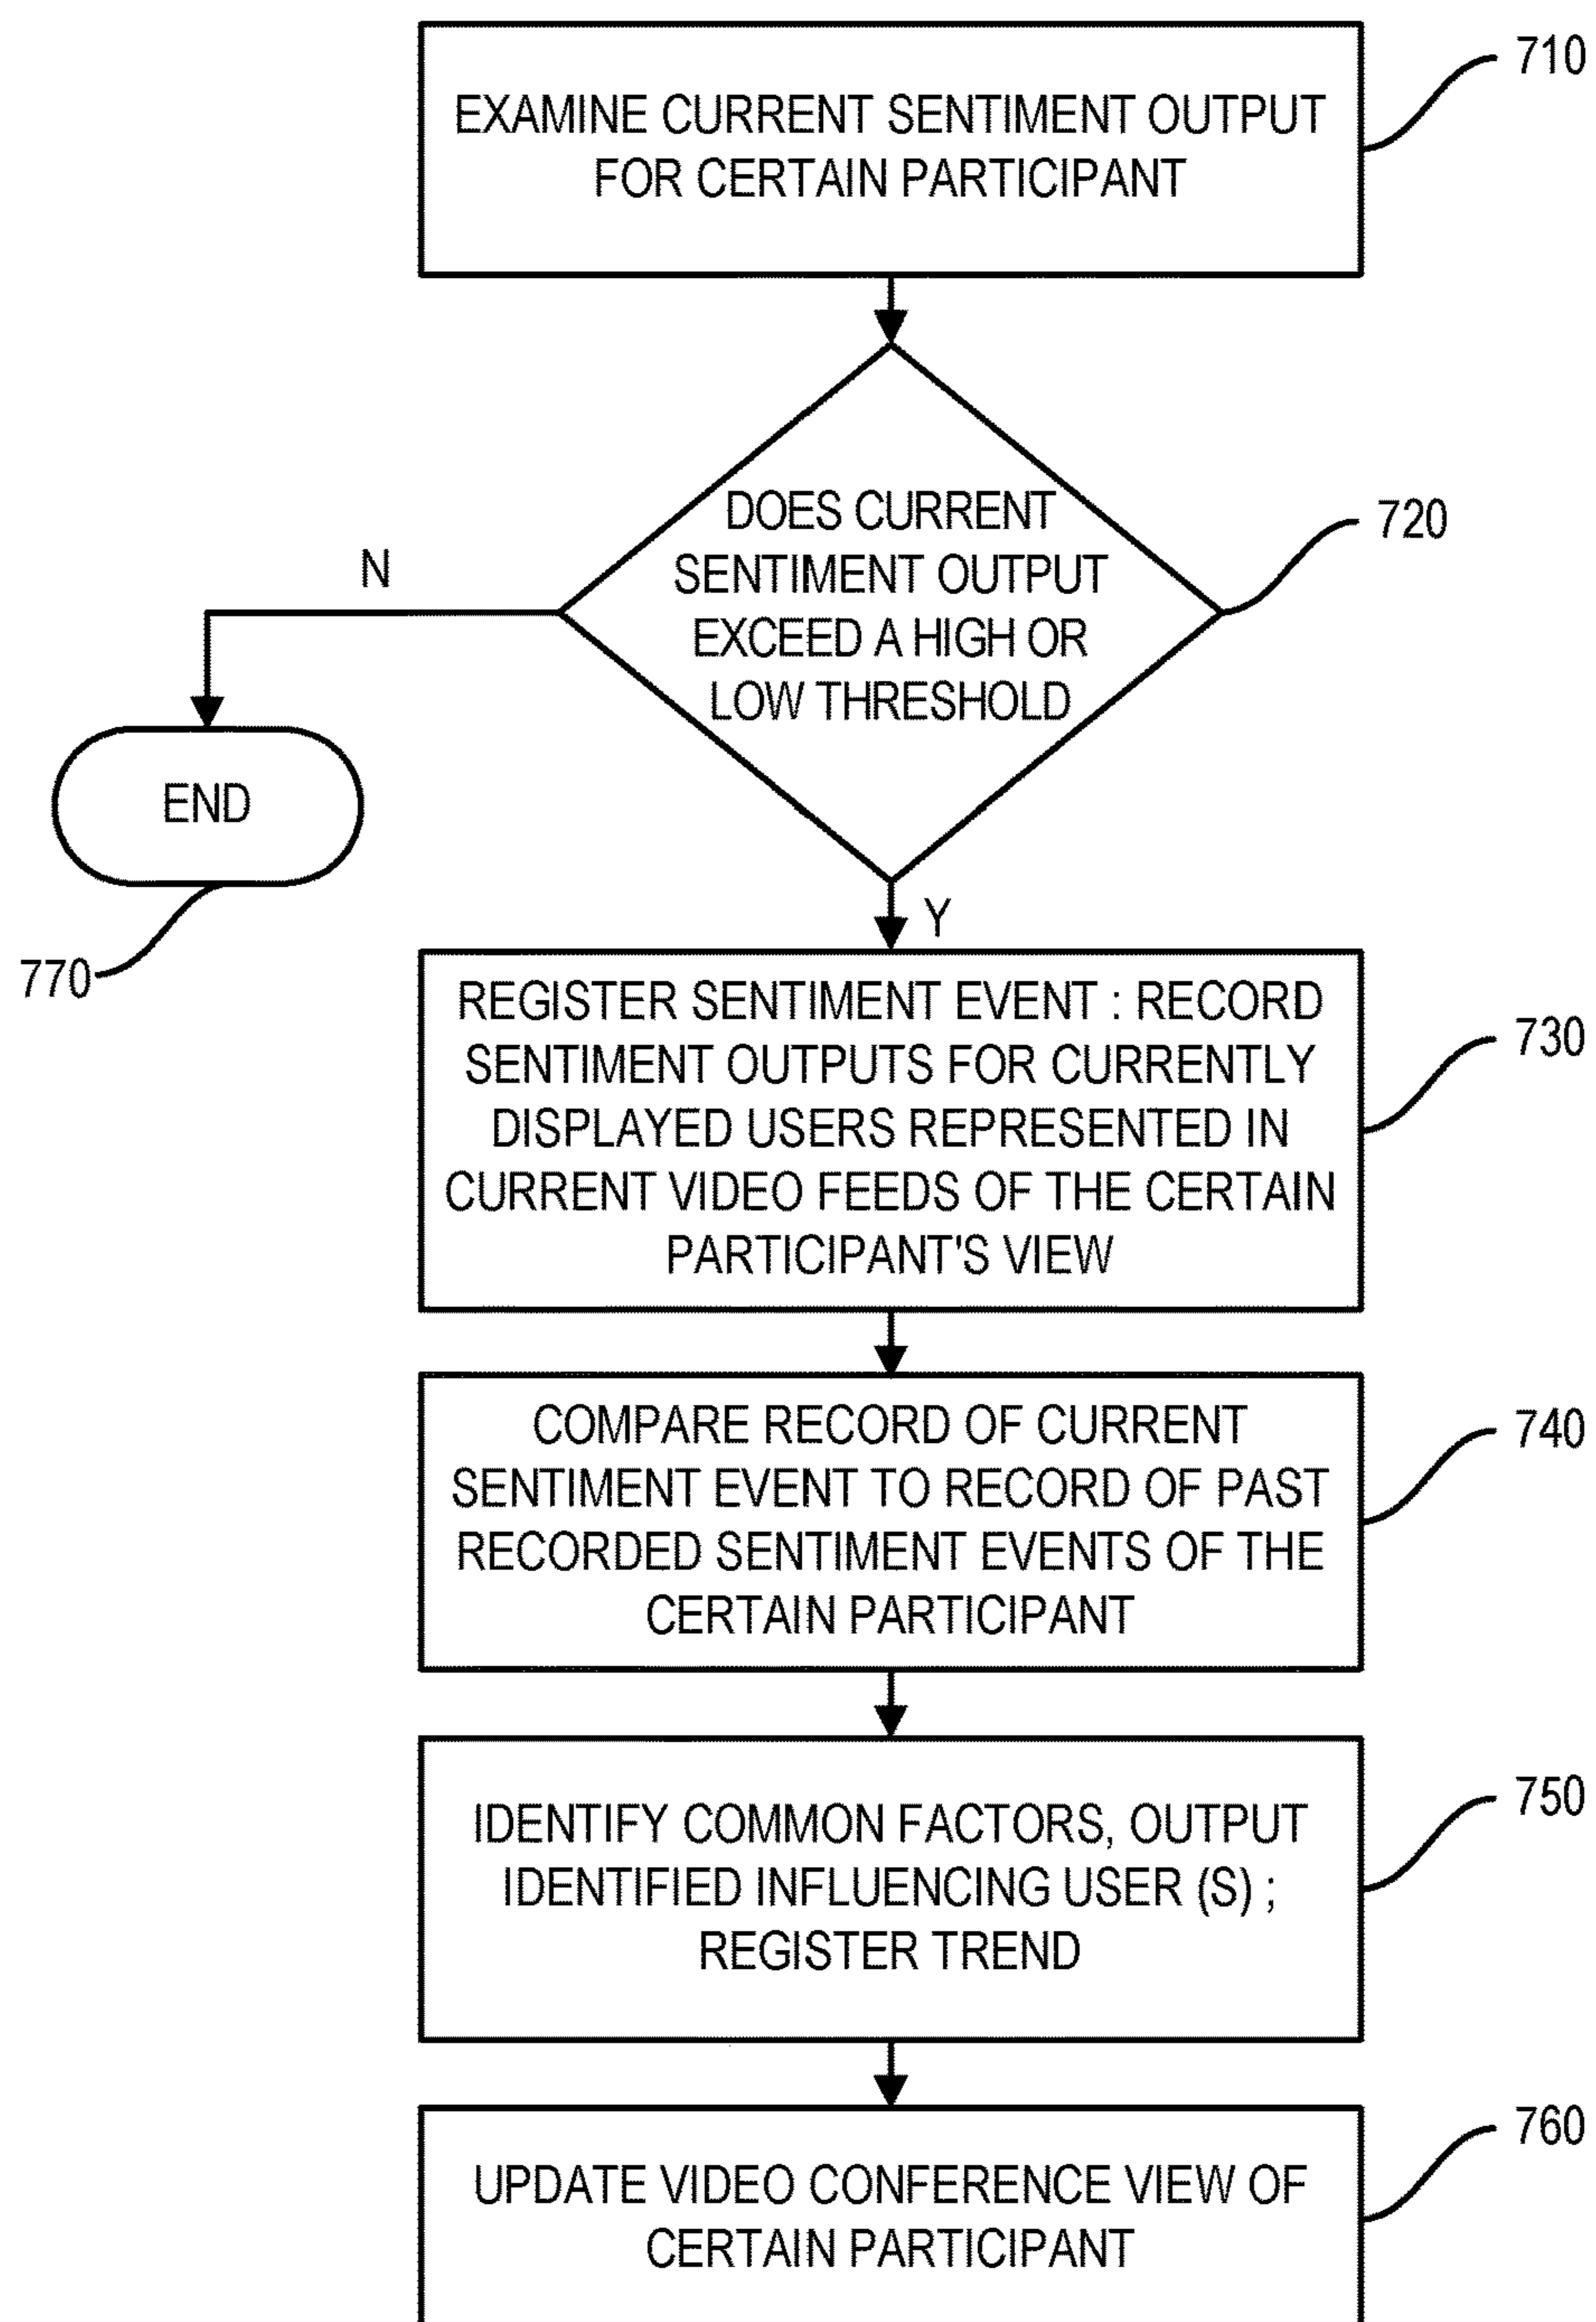 710
EXAMINE CURRENT SENTIMENT OUTPUT
FOR CERTAIN PARTICIPANT
720
DOES CURRENT
SENTIMENT OUTPUT
EXCEED A HIGH OR
LOW THRESHOLD
N
END
770
Y
730
REGISTER SENTIMENT EVENT : RECORD
SENTIMENT OUTPUTS FOR CURRENTLY
DISPLAYED USERS REPRESENTED IN
CURRENT VIDEO FEEDS OF THE CERTAIN
PARTICIPANT'S VIEW
740
COMPARE RECORD OF CURRENT
SENTIMENT EVENT TO RECORD OF PAST
RECORDED SENTIMENT EVENTS OF THE
CERTAIN PARTICIPANT
750
IDENTIFY COMMON FACTORS, OUTPUT
IDENTIFIED INFLUENCING USER (S) ;
REGISTER TREND
760
UPDATE VIDEO CONFERENCE VIEW OF
CERTAIN PARTICIPANT